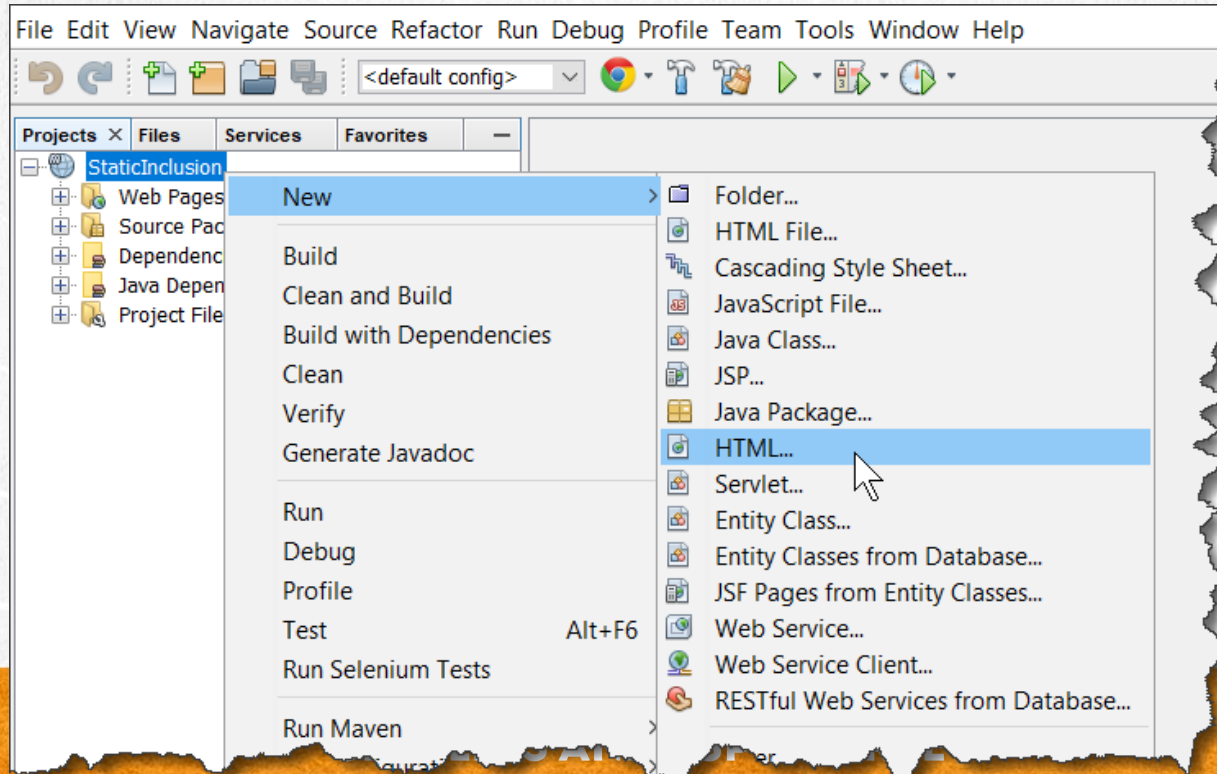 File Edit View Navigate Source Refactor Run Debug Profile Team Tools Window Help
<default config>
Projects Files Services Favorites
StaticInclusion
Web Pages
Source Pac
Dependenc
Java Depen
Project File
New
Build
Clean and Build
Build with Dependencies
Clean
Verify
Generate Javadoc
Run
Debug
Profile
Test Alt+F6
Run Selenium Tests
Run Maven
Folder...
HTML File...
Cascading Style Sheet...
JavaScript File...
Java Class...
JSP...
Java Package...
HTML...
Servlet...
Entity Class...
Entity Classes from Database...
JSF Pages from Entity Classes...
Web Service...
Web Service Client...
RESTful Web Services from Database...